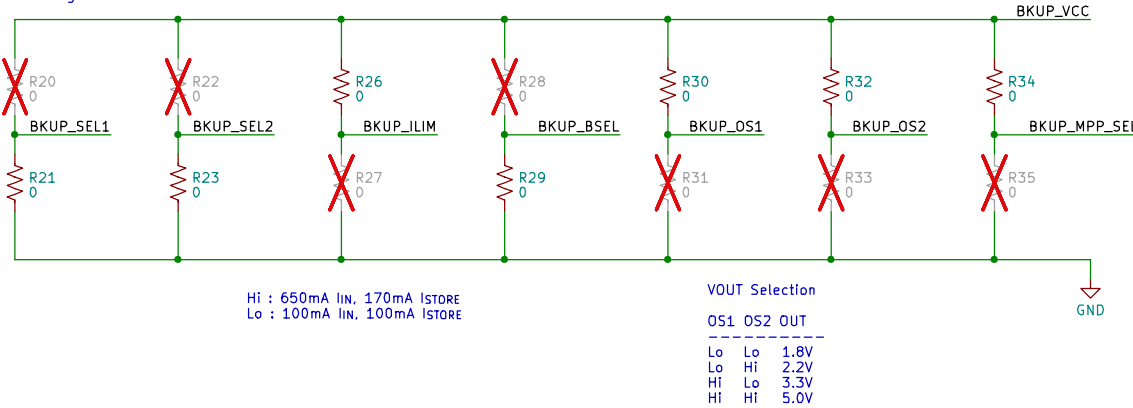 BKUP_VCC
R20
0
R22
0
R26
0
R28
0
R30
0
R32
0
R34
0
BKUP_SEL1
BKUP_SEL2
BKUP_ILIM
BKUP_BSEL
BKUP_OS1
BKUP_OS2
BKUP_MPP_SEL
R21
0
R23
0
R27
0
R29
0
R31
0
R33
0
R35
0
Hi : 650mA IIN, 170mA ISTORE
Lo : 100mA IIN, 100mA ISTORE
GND
VOUT Selection
OS1 OS2 OUT
----------
Lo Lo 1.8V
Lo Hi 2.2V
Hi Lo 3.3V
Hi Hi 5.0V